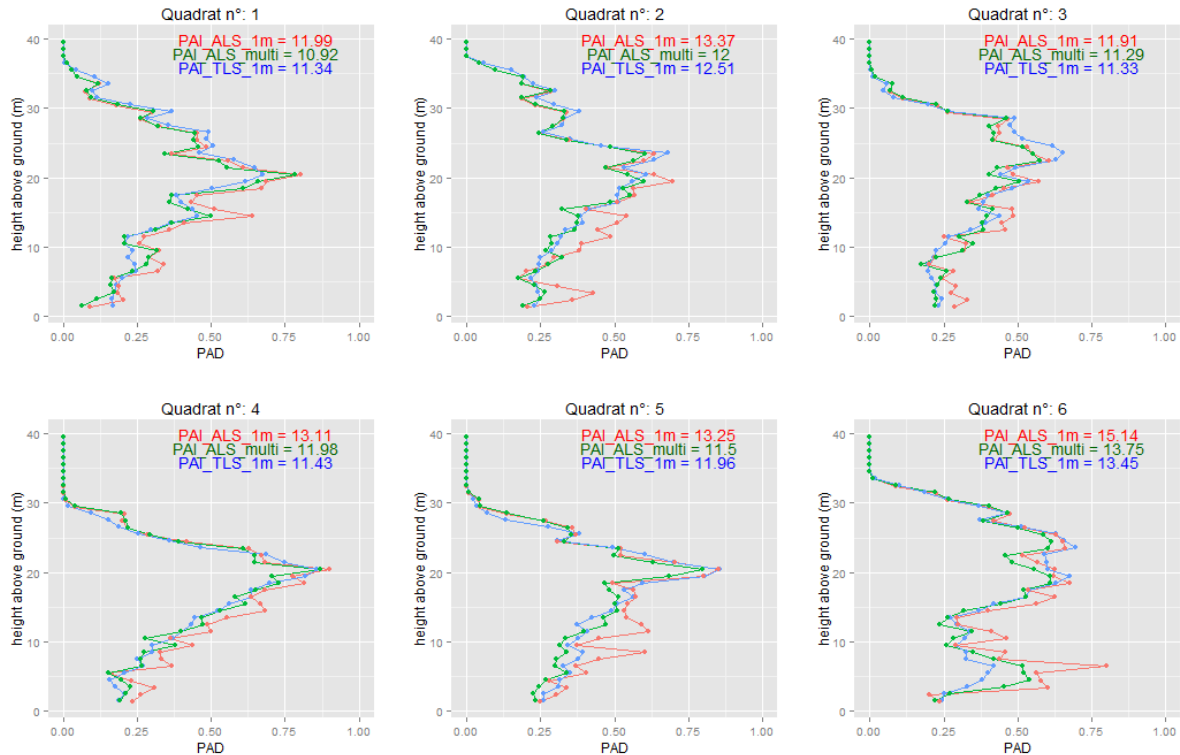 Quadrat n°: 1
PAI_ALS_1m = 11.99
PAI_ALS_multi = 10.92
PAT_TLS_1m = 11.34
height above ground (m)
40
30
20
10
0
0.00 0.25 0.50 0.75 1.00
PAD
Quadrat n°: 2
PAI_ALS_1m = 13.37
PAI_ALS_multi = 12
PAT_TLS_1m = 12.51
height above ground (m)
40
30
20
10
0
0.00 0.25 0.50 0.75 1.00
PAD
Quadrat n°: 3
PAI_ALS_1m = 11.91
PAI_ALS_multi = 11.29
PAT_TLS_1m = 11.33
height above ground (m)
40
30
20
10
0
0.00 0.25 0.50 0.75 1.00
PAD
Quadrat n°: 4
PAI_ALS_1m = 13.11
PAI_ALS_multi = 11.98
PAT_TLS_1m = 11.43
height above ground (m)
40
30
20
10
0
0.00 0.25 0.50 0.75 1.00
PAD
Quadrat n°: 5
PAI_ALS_1m = 13.25
PAI_ALS_multi = 11.5
PAT_TLS_1m = 11.96
height above ground (m)
40
30
20
10
0
0.00 0.25 0.50 0.75 1.00
PAD
Quadrat n°: 6
PAI_ALS_1m = 15.14
PAI_ALS_multi = 13.75
PAT_TLS_1m = 13.45
height above ground (m)
40
30
20
10
0
0.00 0.25 0.50 0.75 1.00
PAD